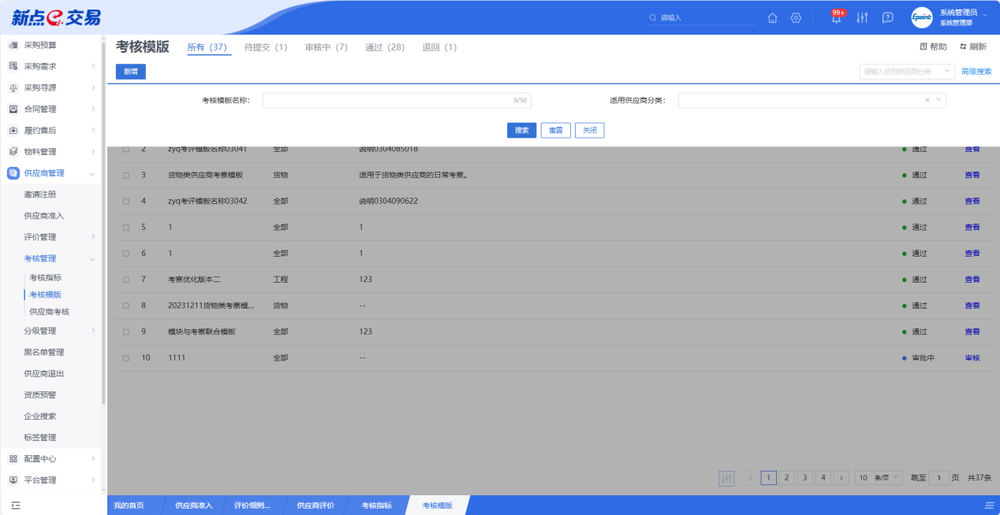 新点e交易
请输入
99+
Epoint
系统管理员
系统管理部
采购预算
采购需求
采购寻源
合同管理
履约售后
物料管理
供应商管理
邀请注册
供应商准入
评价管理
考核管理
考核指标
考核模版
供应商考核
分级管理
黑名单管理
供应商退出
资质预警
企业搜索
标签管理
配置中心
平台管理
考核模版 所有（37） 待提交（1） 审核中（7） 通过（28） 退回（1） 帮助 刷新
新增 请输入适用供应商分类 高级搜索
考核模板名称： 0/50 适用供应商分类：
搜索 重置 关闭
2 zyq考评模板名称03041 全部 说明0304085018 通过 查看
3 货物类供应商考察模板 货物 适用于货物类供应商的日常考察。 通过 查看
4 zyq考评模板名称03042 全部 说明0304090622 通过 查看
5 1 全部 1 通过 查看
6 1 全部 1 通过 查看
7 考察优化版本二 工程 123 通过 查看
8 20231211货物类考察模... 货物 -- 通过 查看
9 模块与考察联合模板 全部 123 通过 查看
10 1111 全部 -- 审批中 审核
1 2 3 4 10 条/页 跳至 1 页 共37条
我的首页 供应商准入 评价细则... 供应商评价 考核指标 考核模版